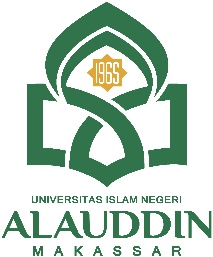 1965
UNIVERSITAS ISLAM NEGERI
ALAUDDIN
MAKASSAR